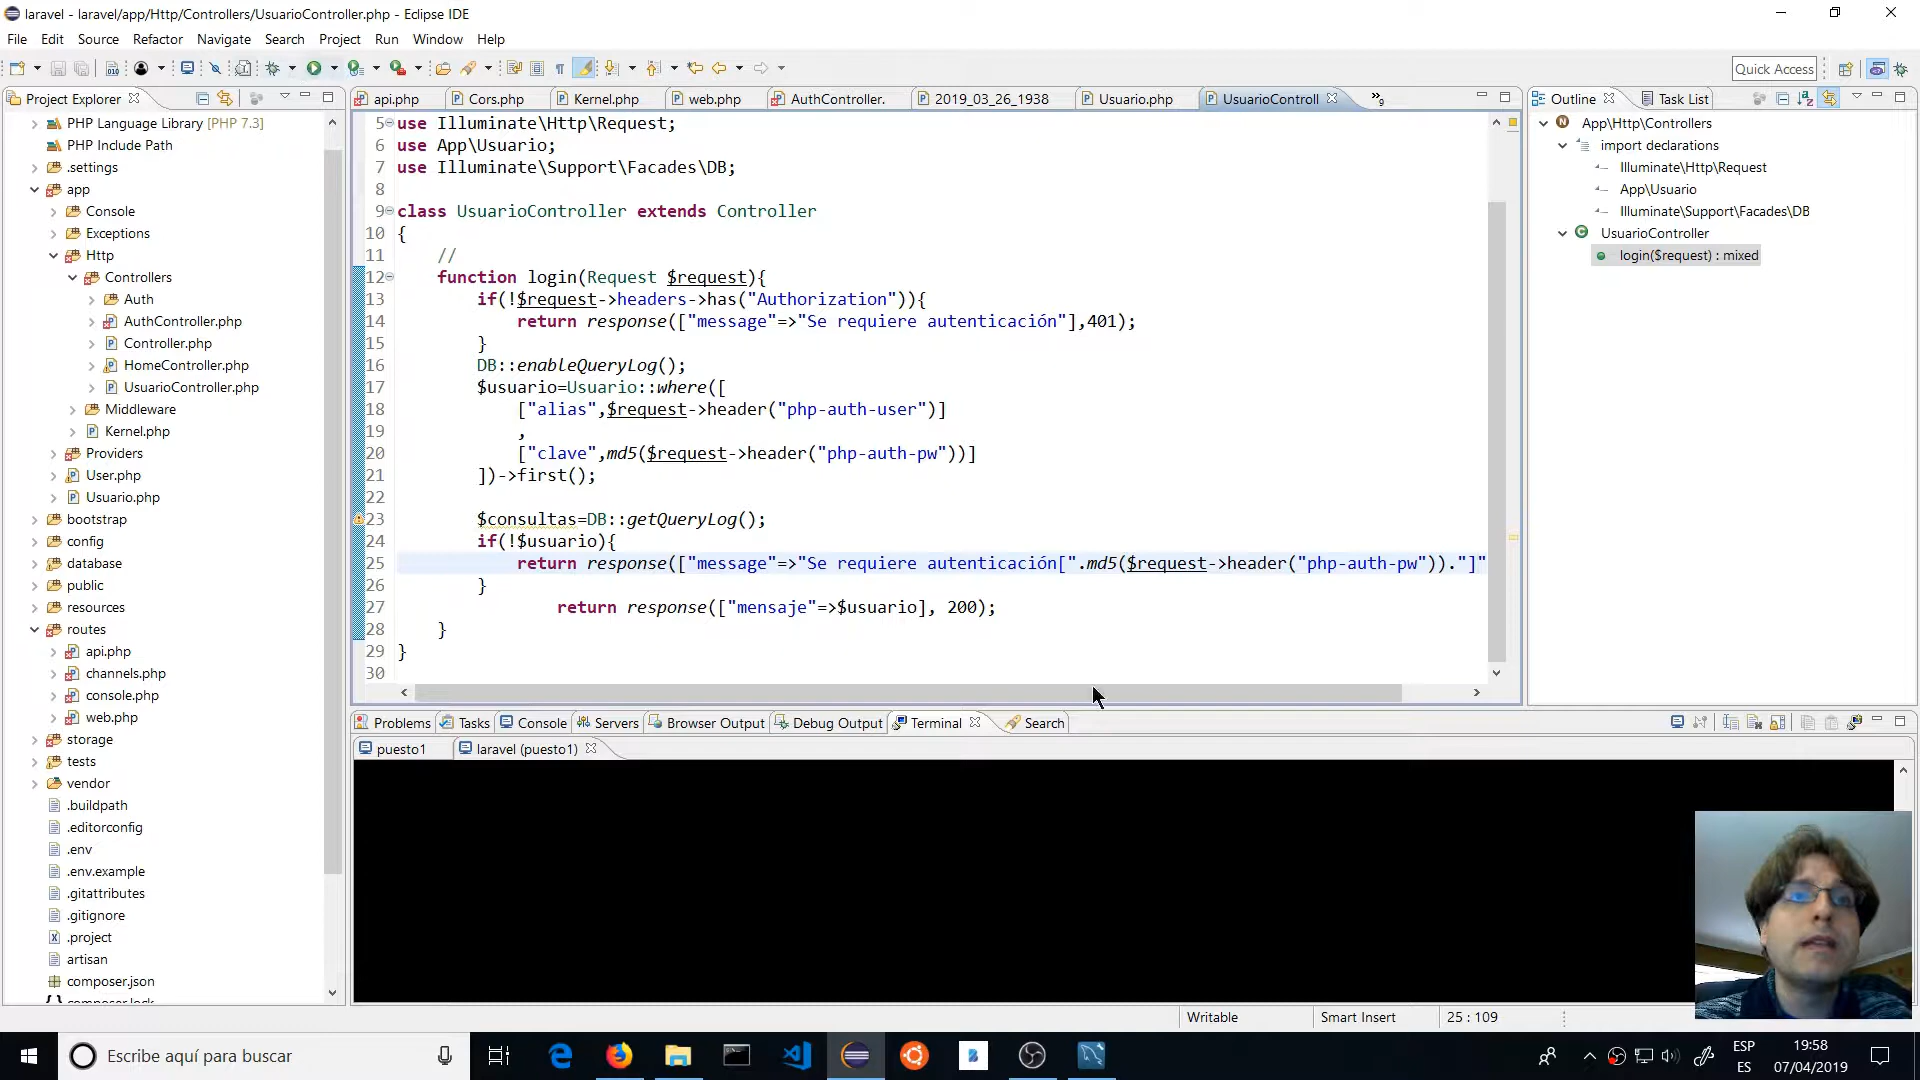 laravel - laravel/app/Http/Controllers/UsuarioController.php - Eclipse IDE
File Edit Source Refactor Navigate Search Project Run Window Help
Quick Access
Project Explorer
PHP Language Library [PHP 7.3]
PHP Include Path
.settings
app
Console
Exceptions
Http
Controllers
Auth
AuthController.php
Controller.php
HomeController.php
UsuarioController.php
Middleware
Kernel.php
Providers
User.php
Usuario.php
bootstrap
config
database
public
resources
routes
api.php
channels.php
console.php
web.php
storage
tests
vendor
.buildpath
.editorconfig
.env
.env.example
.gitattributes
.gitignore
.project
artisan
composer.json
composer.lock
api.php Cors.php Kernel.php web.php AuthController. 2019_03_26_1938 Usuario.php UsuarioControll »9
5 use Illuminate\Http\Request;
6 use App\Usuario;
7 use Illuminate\Support\Facades\DB;
8
9 class UsuarioController extends Controller
10 {
11 //
12 function login(Request $request){
13 if(!$request->headers->has("Authorization")){
14 return response(["message"=>"Se requiere autenticación"],401);
15 }
16 DB::enableQueryLog();
17 $usuario=Usuario::where([
18 ["alias",$request->header("php-auth-user")]
19 ,
20 ["clave",md5($request->header("php-auth-pw"))]
21 ])->first();
22
23 $consultas=DB::getQueryLog();
24 if(!$usuario){
25 return response(["message"=>"Se requiere autenticación[".md5($request->header("php-auth-pw"))."]"
26 }
27 return response(["mensaje"=>$usuario], 200);
28 }
29 }
30
Outline Task List
App\Http\Controllers
import declarations
Illuminate\Http\Request
App\Usuario
Illuminate\Support\Facades\DB
UsuarioController
login($request) : mixed
Problems Tasks Console Servers Browser Output Debug Output Terminal Search
puesto1 laravel (puesto1)
Writable Smart Insert 25 : 109
Escribe aquí para buscar
ESP
ES
19:58
07/04/2019